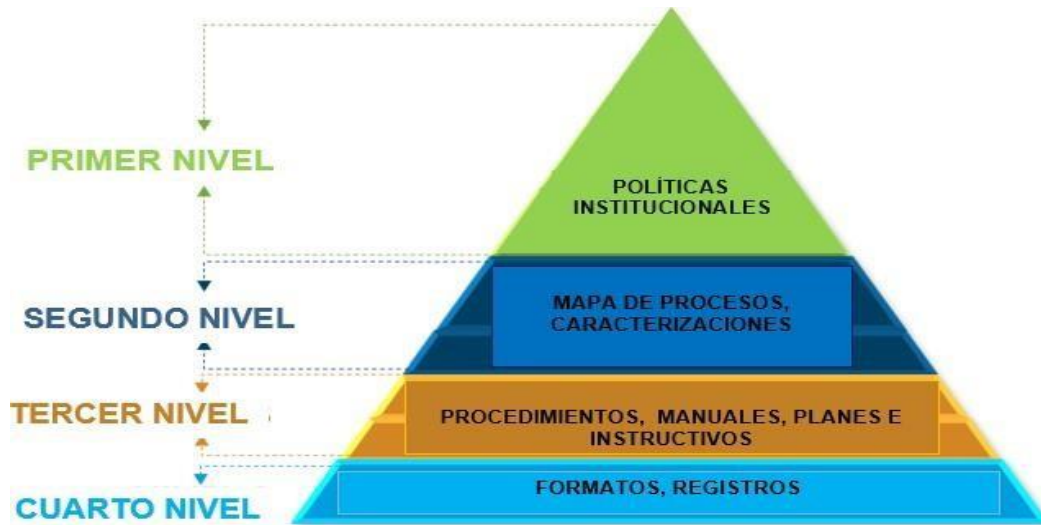 PRIMER NIVEL
POLÍTICAS
INSTITUCIONALES
SEGUNDO NIVEL
MAPA DE PROCESOS,
CARACTERIZACIONES
TERCER NIVEL
PROCEDIMIENTOS, MANUALES, PLANES E
INSTRUCTIVOS
CUARTO NIVEL
FORMATOS, REGISTROS